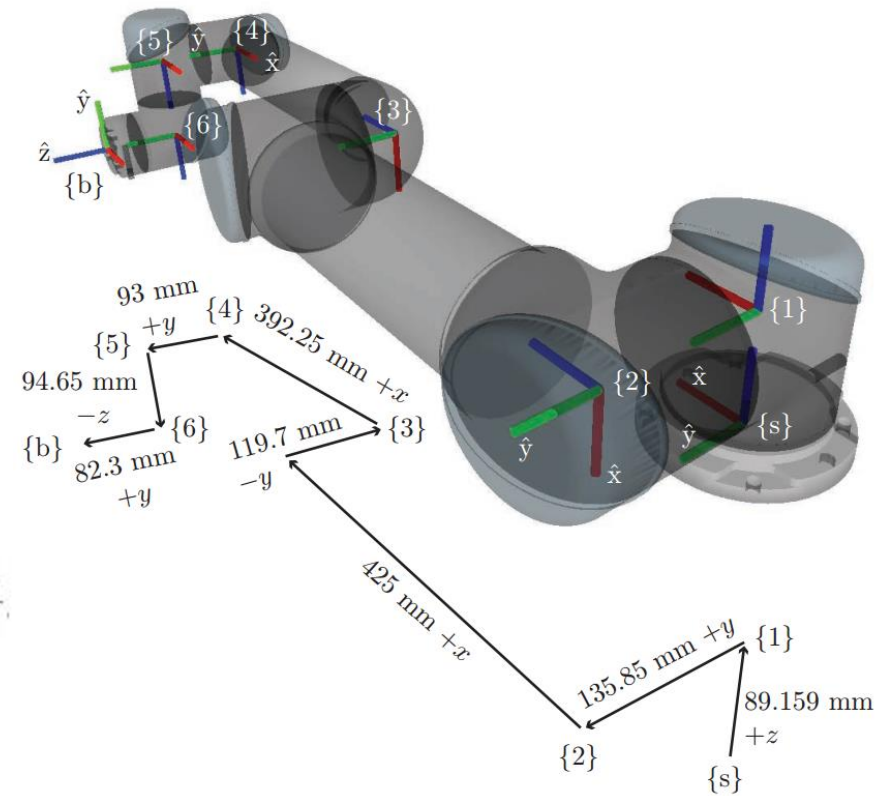 {5}
ŷ
{4}
x̂
ŷ
{3}
{6}
ẑ
{b}
{1}
{2}
x̂
{s}
ŷ
ŷ
x̂
93 mm
+y
{4}
392.25 mm +x
{5}
94.65 mm
−z
{6}
{b}
82.3 mm
+y
119.7 mm
−y
{3}
425 mm +x
135.85 mm +y
{1}
89.159 mm
+z
{2}
{s}